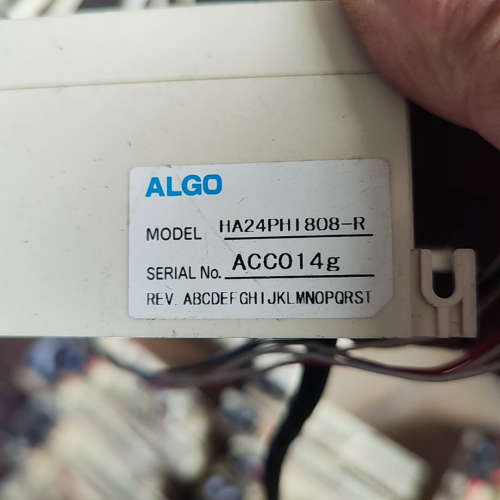 ALGO
MODEL HA24PH1808-R
SERIAL No. ACC014g
REV. ABCDEFGHIJKLMNOPQRST